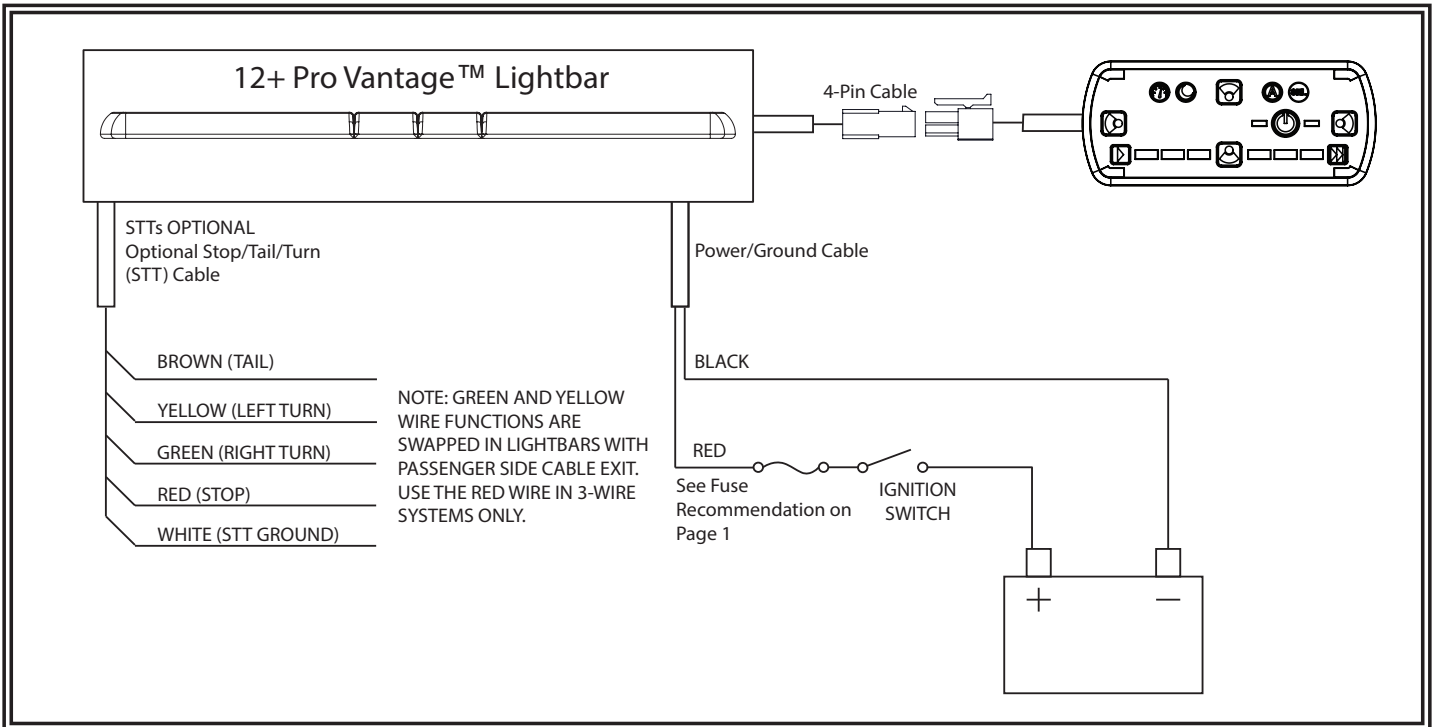 12+ Pro Vantage™ Lightbar
4-Pin Cable
STTs OPTIONAL
Optional Stop/Tail/Turn
(STT) Cable
Power/Ground Cable
BROWN (TAIL)
YELLOW (LEFT TURN)
GREEN (RIGHT TURN)
RED (STOP)
WHITE (STT GROUND)
NOTE: GREEN AND YELLOW
WIRE FUNCTIONS ARE
SWAPPED IN LIGHTBARS WITH
PASSENGER SIDE CABLE EXIT.
USE THE RED WIRE IN 3-WIRE
SYSTEMS ONLY.
BLACK
RED
See Fuse
Recommendation on
Page 1
IGNITION
SWITCH
+
—